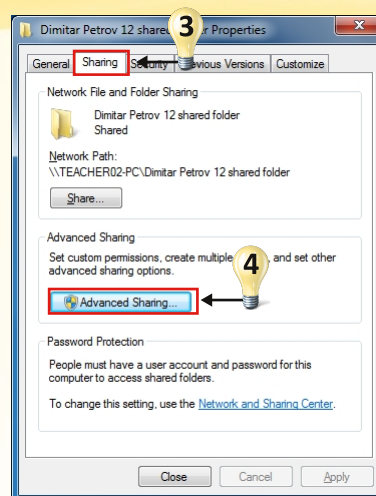 Dimitar Petrov 12 shared Properties
3
General Sharing Security Previous Versions Customize
Network File and Folder Sharing
Dimitar Petrov 12 shared folder
Shared
Network Path:
\\TEACHER02-PC\Dimitar Petrov 12 shared folder
Share...
Advanced Sharing
Set custom permissions, create multiple , and set other
advanced sharing options.
4
Advanced Sharing...
Password Protection
People must have a user account and password for this
computer to access shared folders.
To change this setting, use the Network and Sharing Center.
Close Cancel Apply